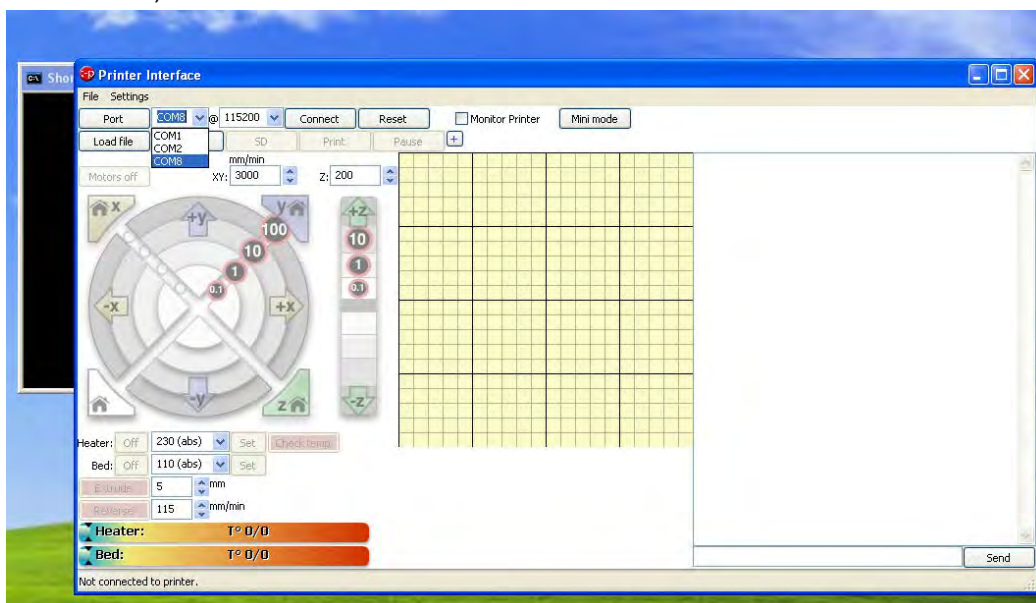 Sho
Printer Interface
File Settings
Port COM8 @ 115200 Connect Reset Monitor Printer Mini mode
COM1
COM2
COM8
Load file SD Print Pause +
mm/min
Motors off XY: 3000 Z: 200
x +y y +z
100
10 10
1 1
0.1 0.1
-x +x
-y z -z
Heater: Off 230 (abs) Set Check temp
Bed: Off 110 (abs) Set
Extrude 5 mm
Reverse 115 mm/min
Heater: T° 0/0
Bed: T° 0/0
Send
Not connected to printer.